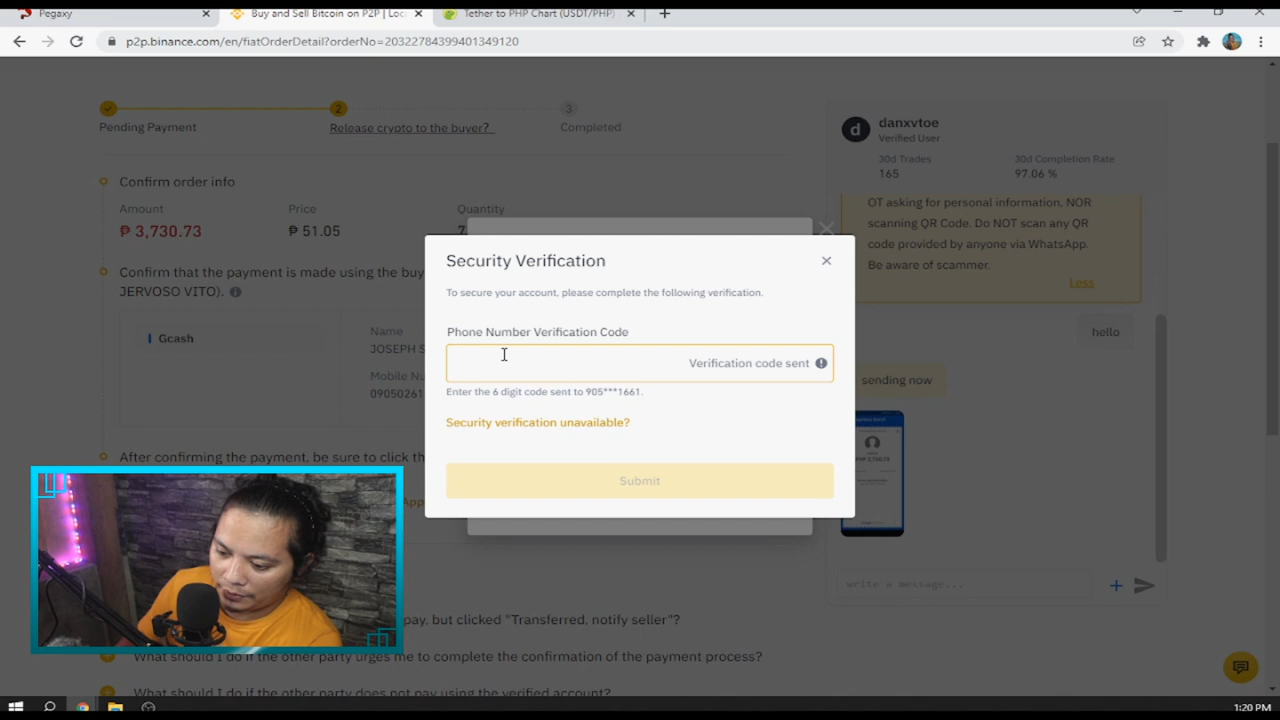 Pegaxy
Buy and Sell Bitcoin on P2P | Loc
Tether to PHP Chart (USDT/PHP)
p2p.binance.com/en/fiatOrderDetail?orderNo=20322784399401349120
2
3
Pending Payment
Release crypto to the buyer?
Completed
Confirm order info
Amount
Price
Quantity
₱ 3,730.73
₱ 51.05
7
Confirm that the payment is made using the buy
JERVOSO VITO).
Gcash
Name
JOSEPH S
Mobile Nu
09050261
After confirming the payment, be sure to click th
App
pay, but clicked "Transferred, notify seller"?
What should I do if the other party urges me to complete the confirmation of the payment process?
What should I do if the other party does not pay using the verified account?
Security Verification
To secure your account, please complete the following verification.
Phone Number Verification Code
Verification code sent
Enter the 6 digit code sent to 905***1661.
Security verification unavailable?
Submit
d
danxvtoe
Verified User
30d Trades
30d Completion Rate
165
97.06 %
OT asking for personal information, NOR
scanning QR Code. Do NOT scan any QR
code provided by anyone via WhatsApp.
Be aware of scammer.
Less
hello
sending now
PHP 3,730.73
write a message...
1:20 PM